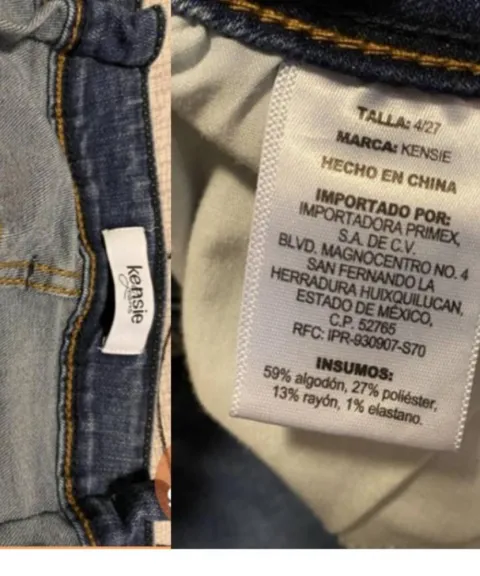 kensie
Jeans
TALLA: 4/27
MARCA: KENSIE
HECHO EN CHINA
IMPORTADO POR:
IMPORTADORA PRIMEX,
S.A. DE C.V.
BLVD. MAGNOCENTRO NO. 4
SAN FERNANDO LA
HERRADURA HUIXQUILUCAN,
ESTADO DE MÉXICO,
C.P. 52765
RFC: IPR-930907-S70
INSUMOS:
59% algodón, 27% poliéster,
13% rayón, 1% elastano.